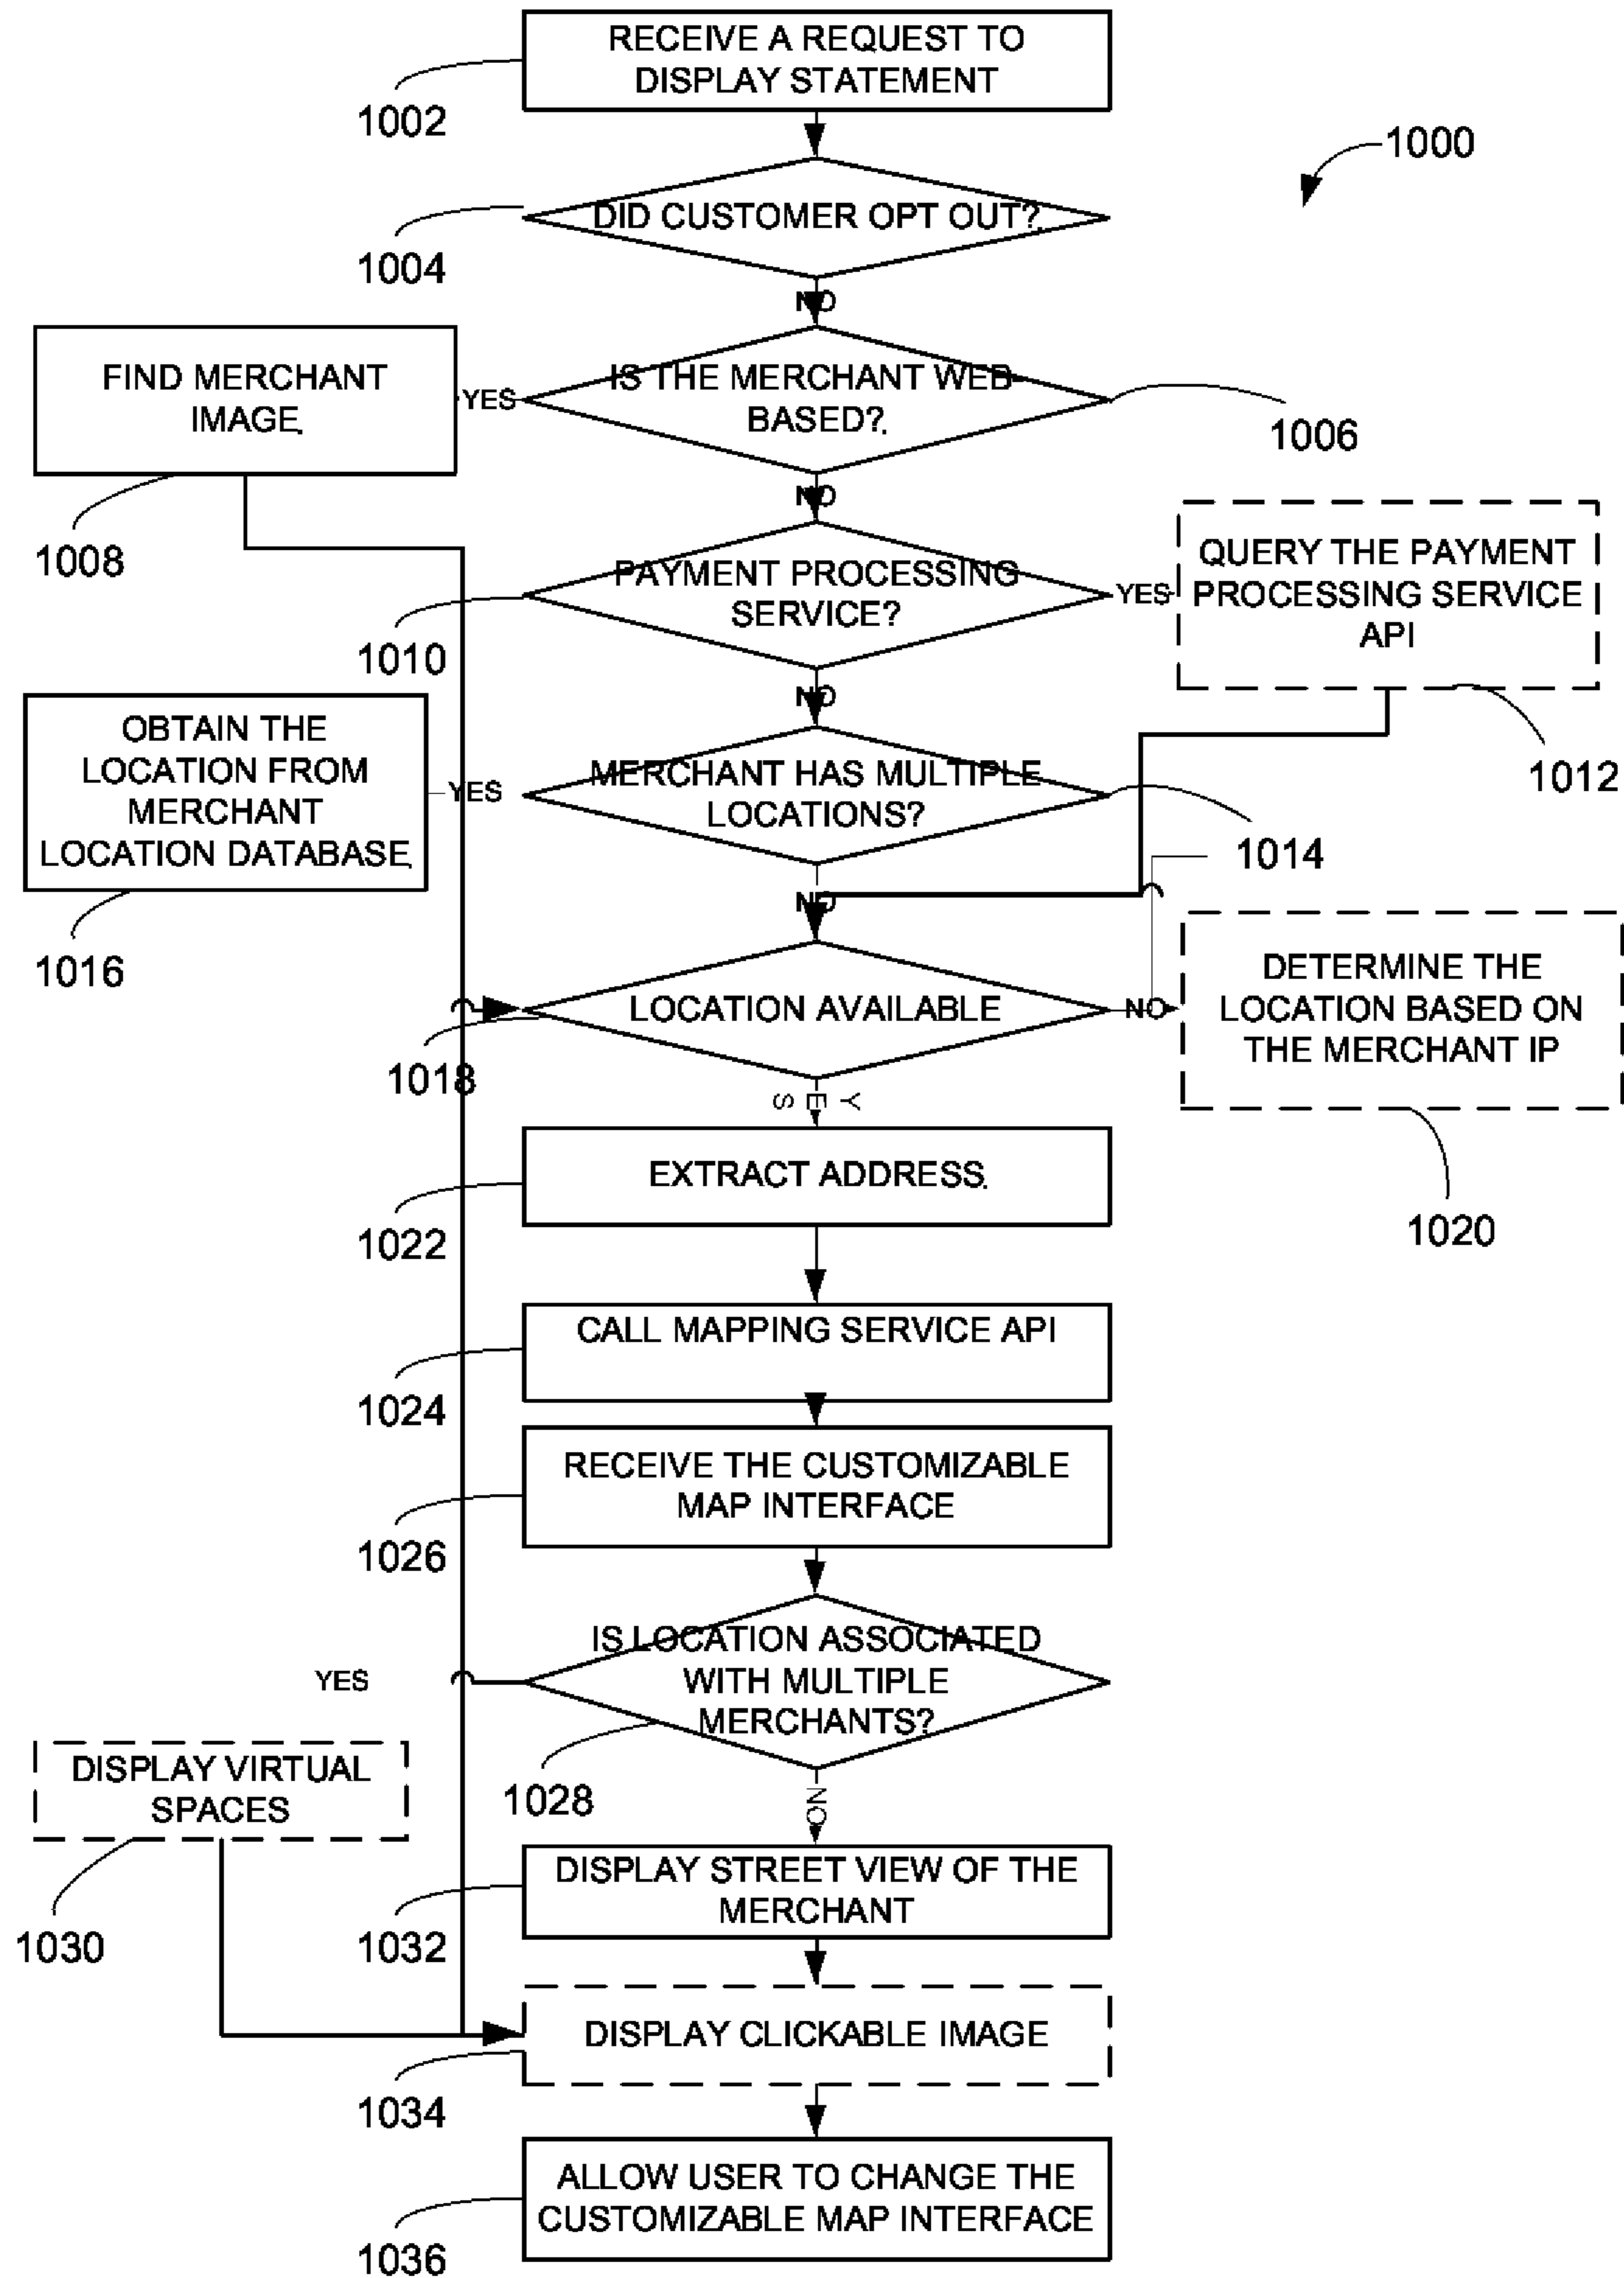 RECEIVE A REQUEST TO
DISPLAY STATEMENT
1002
1000
DID CUSTOMER OPT OUT?
1004
NO
FIND MERCHANT
IMAGE.
1008
YES
IS THE MERCHANT WEB-
BASED?
1006
NO
PAYMENT PROCESSING
SERVICE?
1010
YES
QUERY THE PAYMENT
PROCESSING SERVICE
API
1012
NO
OBTAIN THE
LOCATION FROM
MERCHANT
LOCATION DATABASE.
1016
YES
MERCHANT HAS MULTIPLE
LOCATIONS?
1014
NO
LOCATION AVAILABLE
1018
NO
DETERMINE THE
LOCATION BASED ON
THE MERCHANT IP
1020
YES
EXTRACT ADDRESS.
1022
CALL MAPPING SERVICE API
1024
RECEIVE THE CUSTOMIZABLE
MAP INTERFACE
1026
IS LOCATION ASSOCIATED
WITH MULTIPLE
MERCHANTS?
1028
YES
DISPLAY VIRTUAL
SPACES
1030
NO
DISPLAY STREET VIEW OF THE
MERCHANT
1032
DISPLAY CLICKABLE IMAGE
1034
ALLOW USER TO CHANGE THE
CUSTOMIZABLE MAP INTERFACE
1036